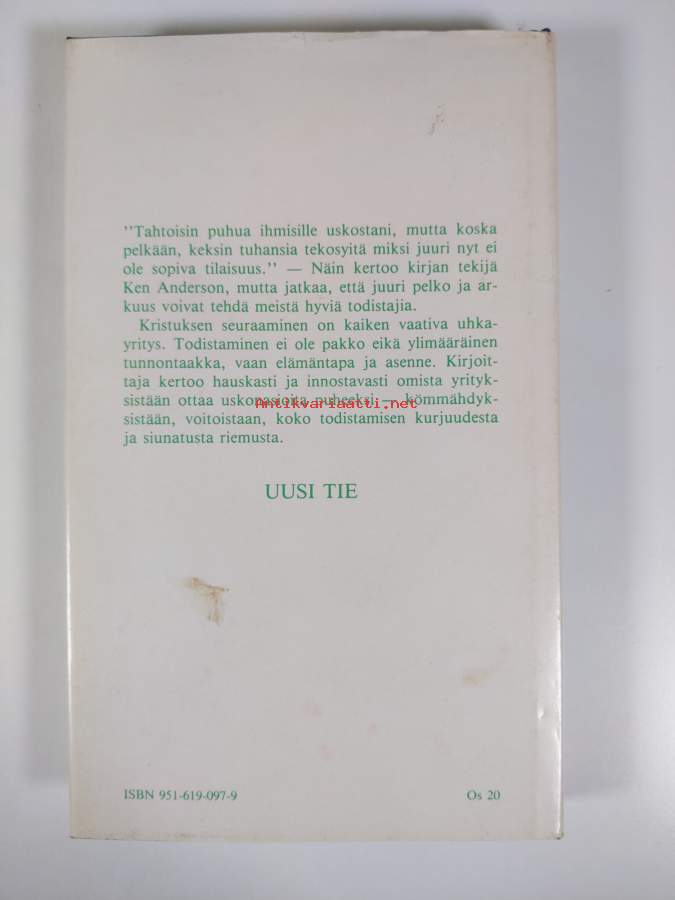 "Tahtoisin puhua ihmisille uskostani, mutta koska
pelkään, keksin tuhansia tekosyitä miksi juuri nyt ei
ole sopiva tilaisuus." — Näin kertoo kirjan tekijä
Ken Anderson, mutta jatkaa, että juuri pelko ja ar-
kuus voivat tehdä meistä hyviä todistajia.
Kristuksen seuraaminen on kaiken vaativa uhka-
yritys. Todistaminen ei ole pakko eikä ylimääräinen
tunnontaakka, vaan elämäntapa ja asenne. Kirjoit-
taja kertoo hauskasti ja innostavasti omista yrityk-
sistään ottaa uskonasioita puheeksi — kömmähdyk-
Antikvariaatti.net
sistään, voitoistaan, koko todistamisen kurjuudesta
ja siunatusta riemusta.
UUSI TIE
ISBN 951-619-097-9 Os 20